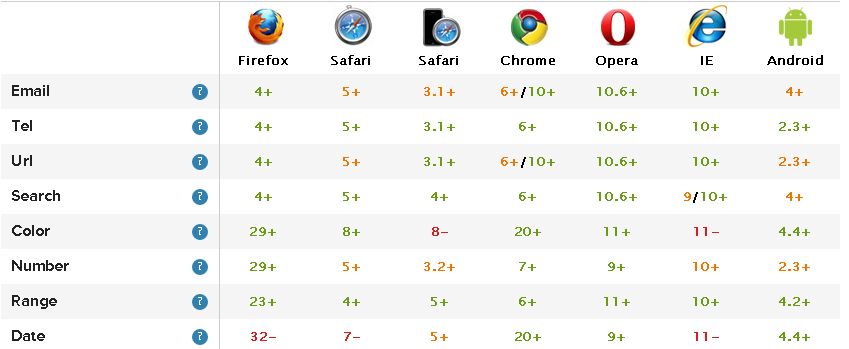 Firefox Safari Safari Chrome Opera IE Android
Email ? 4+ 5+ 3.1+ 6+/10+ 10.6+ 10+ 4+
Tel ? 4+ 5+ 3.1+ 6+ 10.6+ 10+ 2.3+
Url ? 4+ 5+ 3.1+ 6+/10+ 10.6+ 10+ 2.3+
Search ? 4+ 5+ 4+ 6+ 10.6+ 9/10+ 4+
Color ? 29+ 8+ 8− 20+ 11+ 11− 4.4+
Number ? 29+ 5+ 3.2+ 7+ 9+ 10+ 2.3+
Range ? 23+ 4+ 5+ 6+ 11+ 10+ 4.2+
Date ? 32− 7− 5+ 20+ 9+ 11− 4.4+